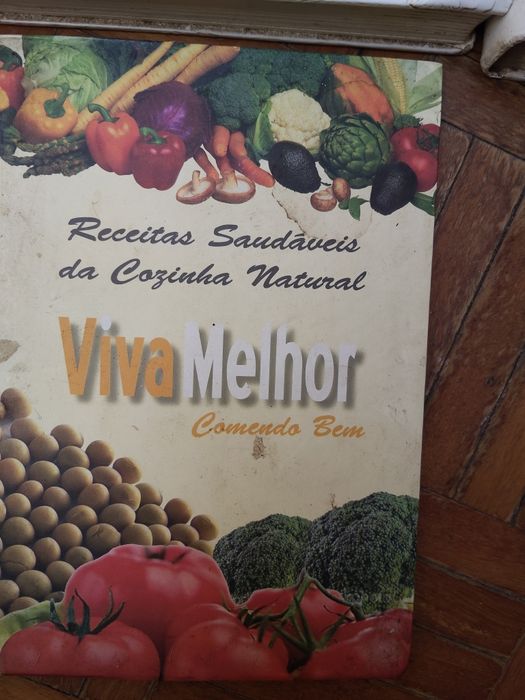 Receitas Saudáveis
da Cozinha Natural
Viva Melhor
Comendo Bem